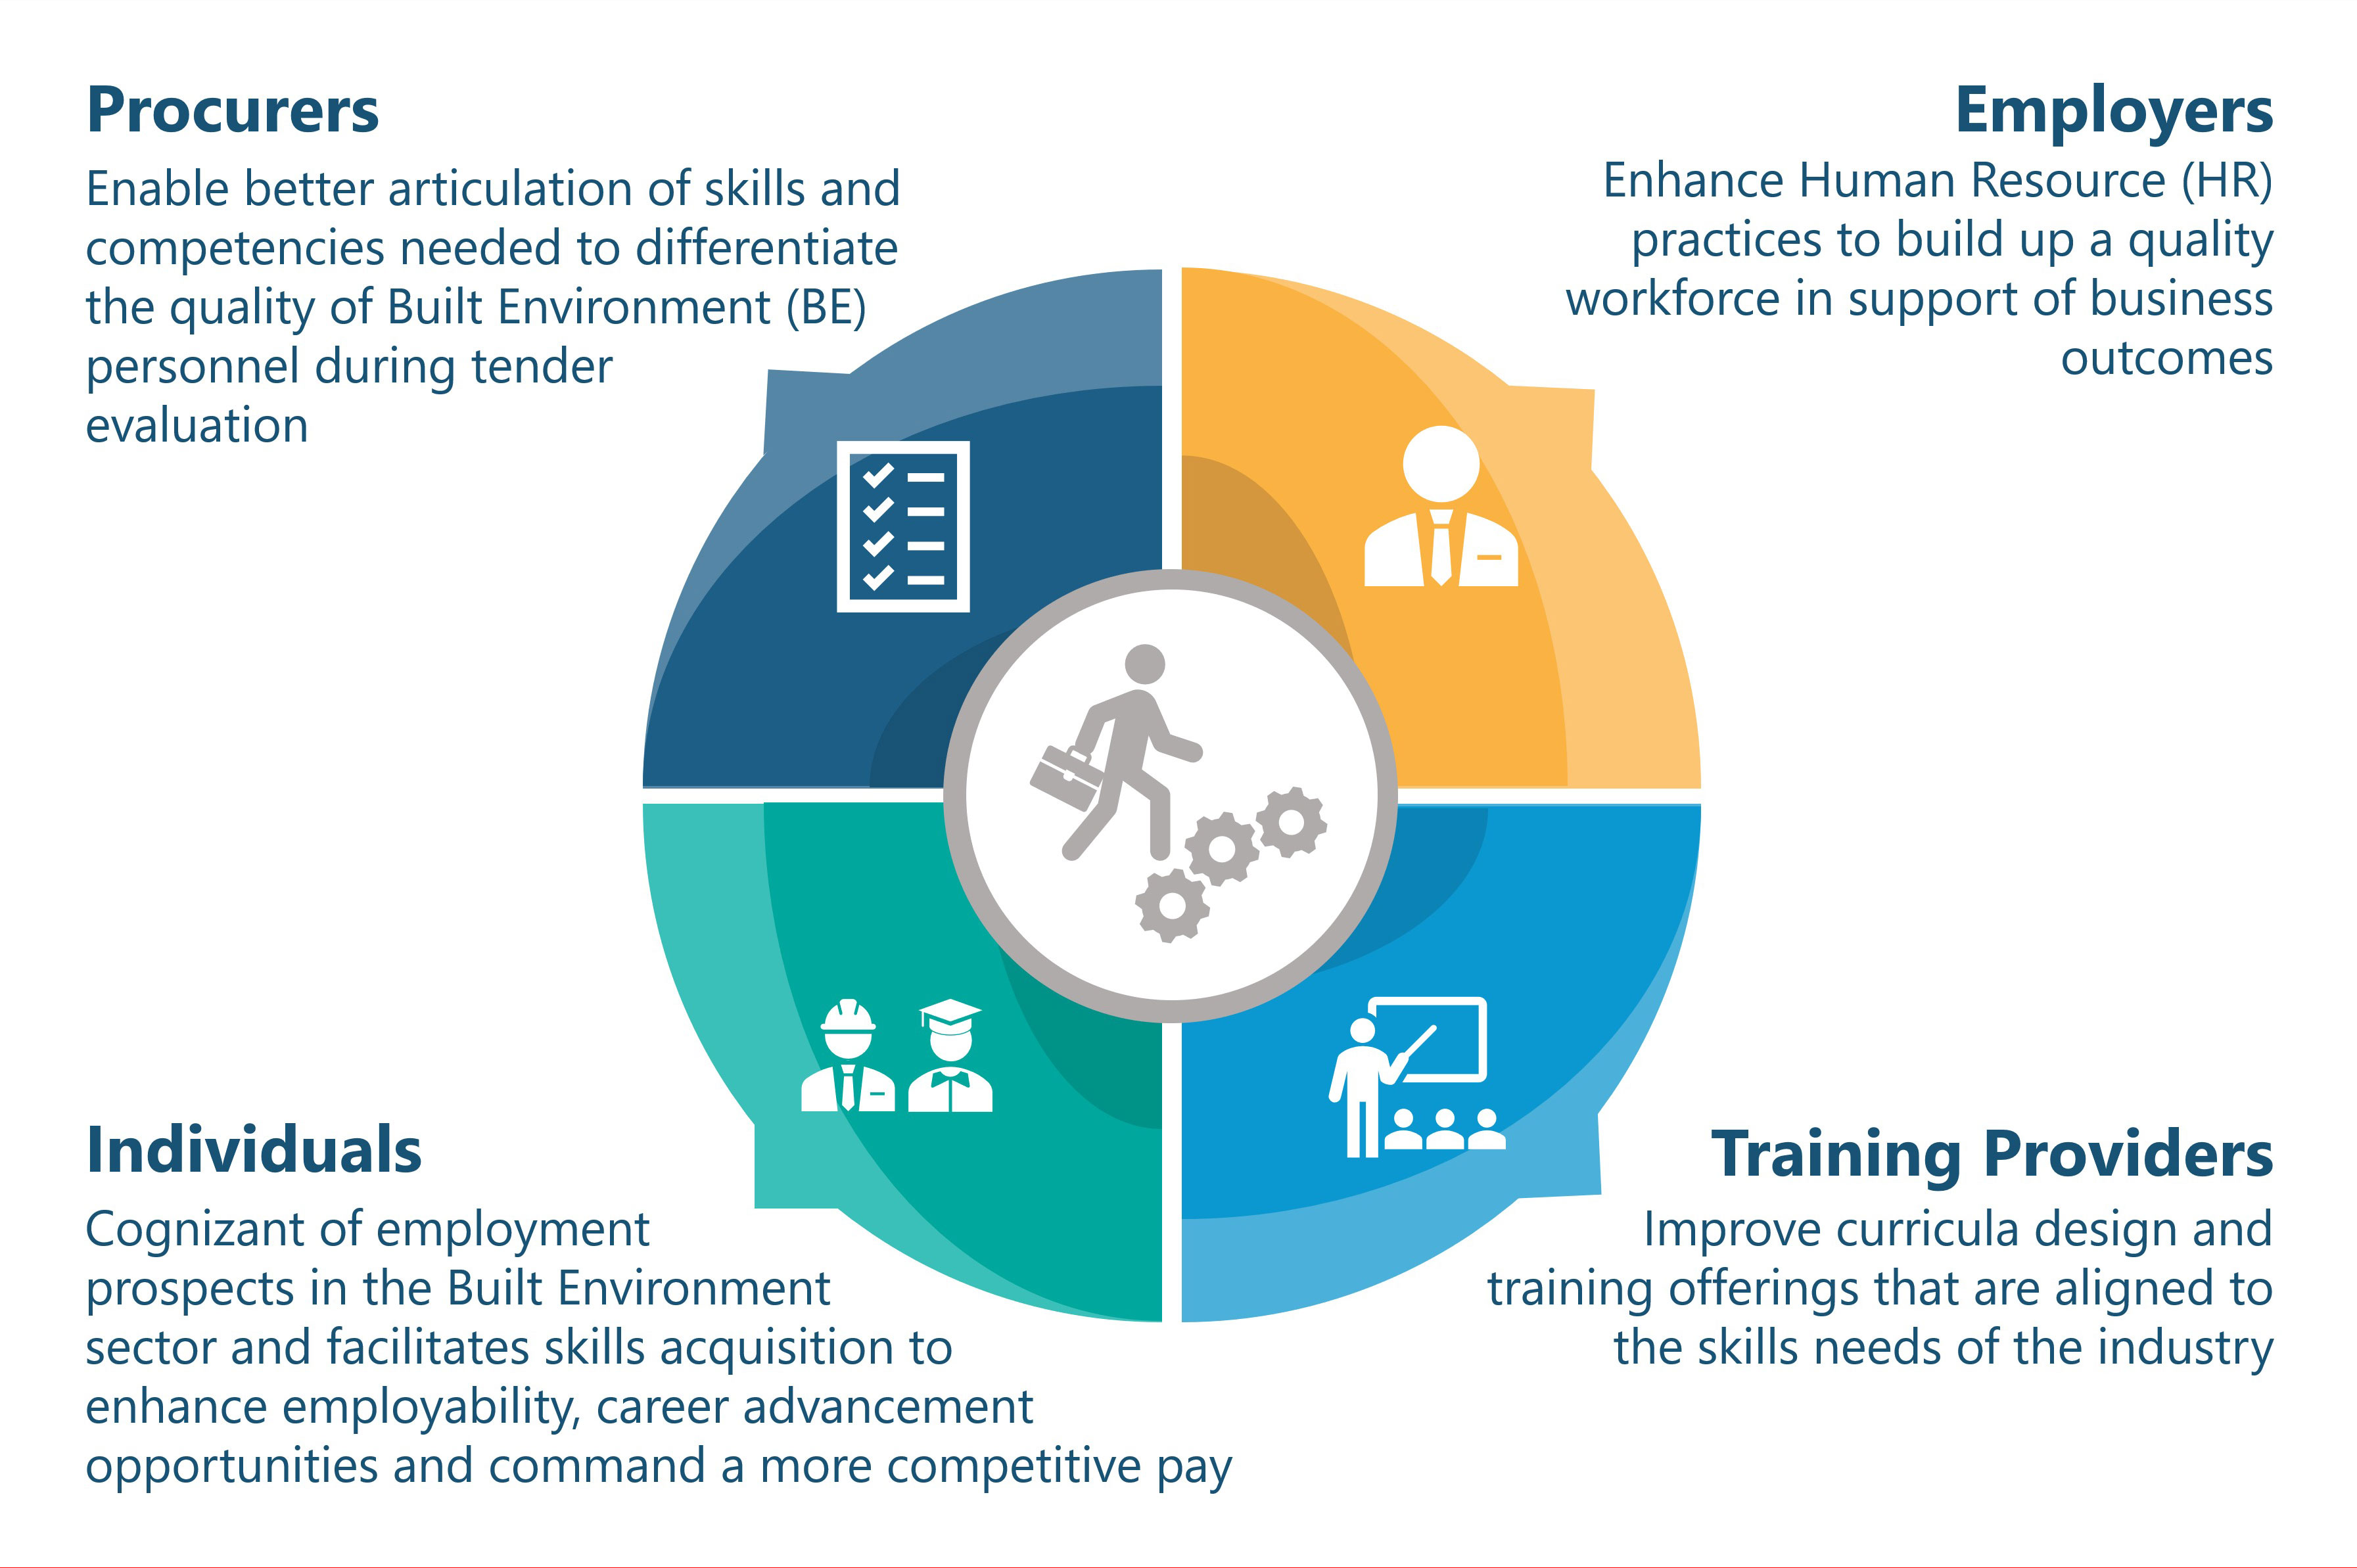 Procurers
Enable better articulation of skills and
competencies needed to differentiate
the quality of Built Environment (BE)
personnel during tender
evaluation
Employers
Enhance Human Resource (HR)
practices to build up a quality
workforce in support of business
outcomes
Individuals
Cognizant of employment
prospects in the Built Environment
sector and facilitates skills acquisition to
enhance employability, career advancement
opportunities and command a more competitive pay
Training Providers
Improve curricula design and
training offerings that are aligned to
the skills needs of the industry